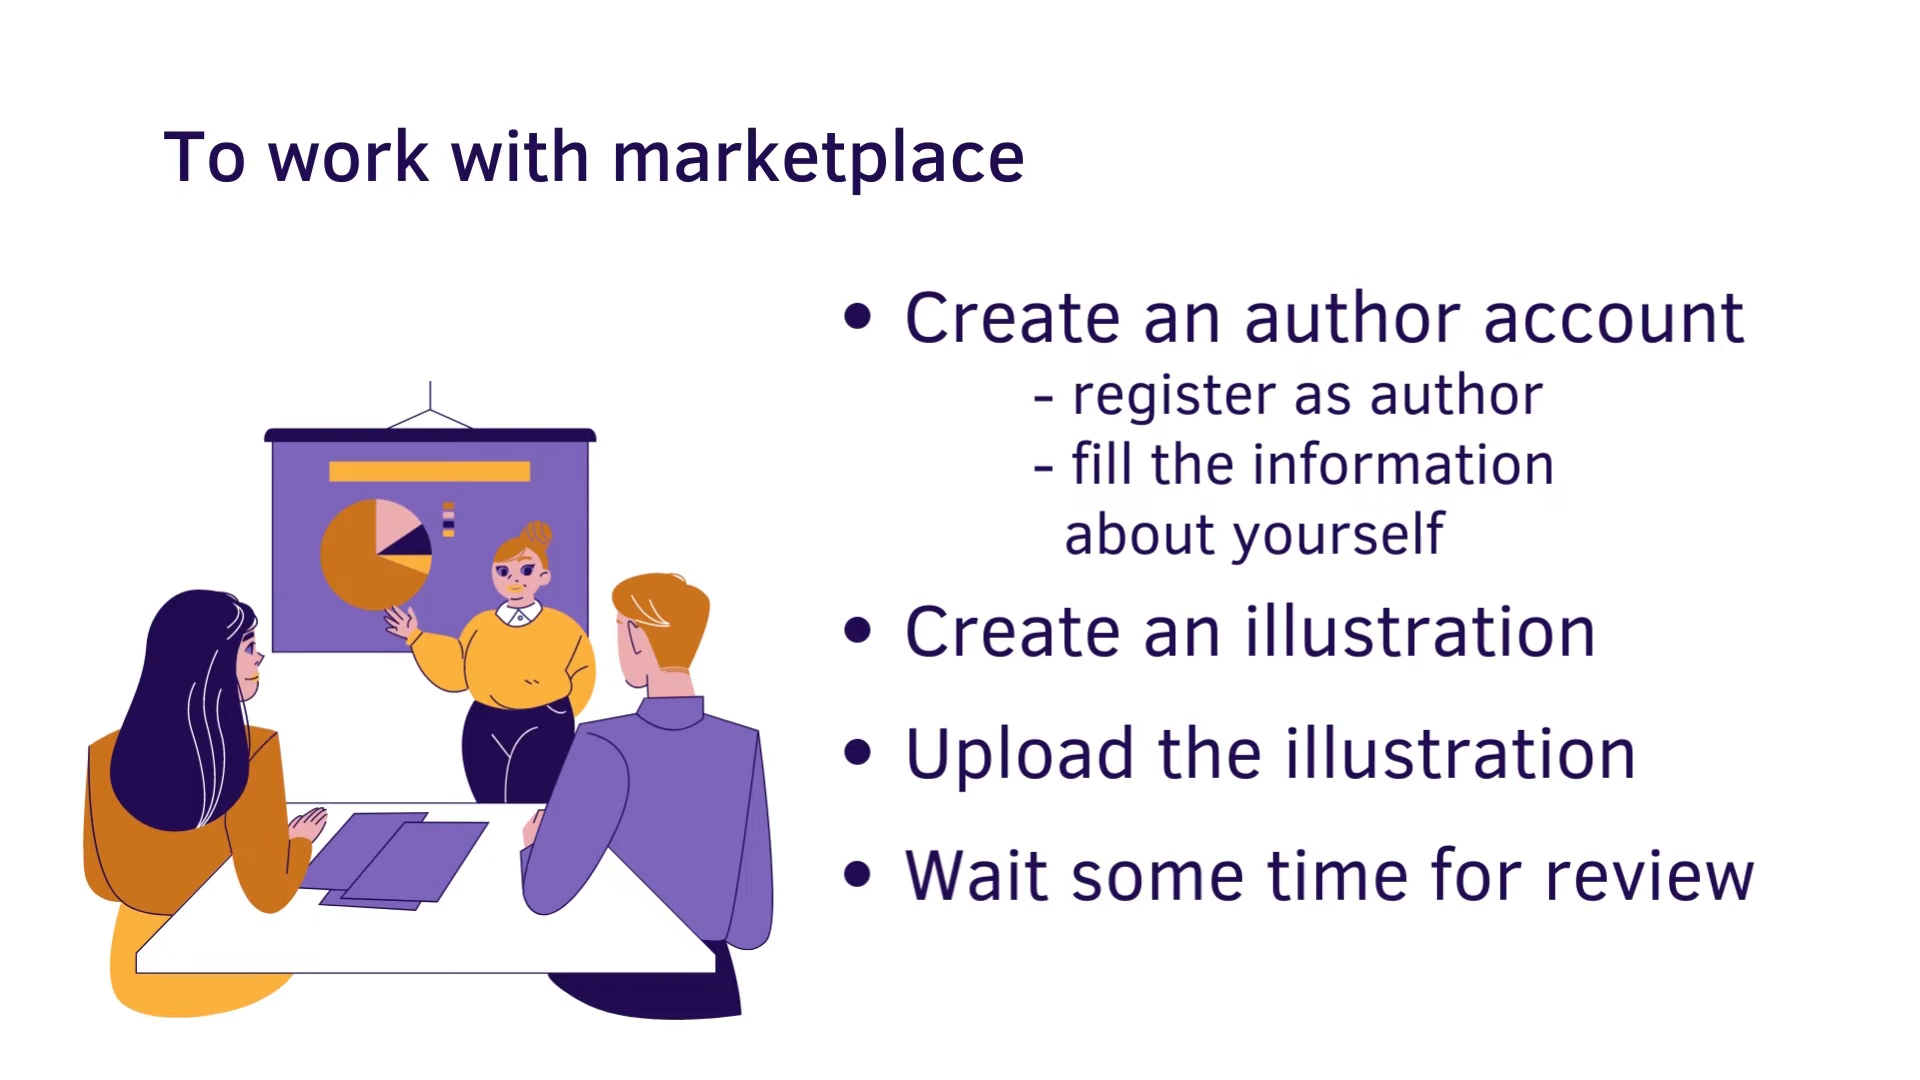 To work with marketplace
• Create an author account
- register as author
- fill the information
about yourself
• Create an illustration
• Upload the illustration
• Wait some time for review